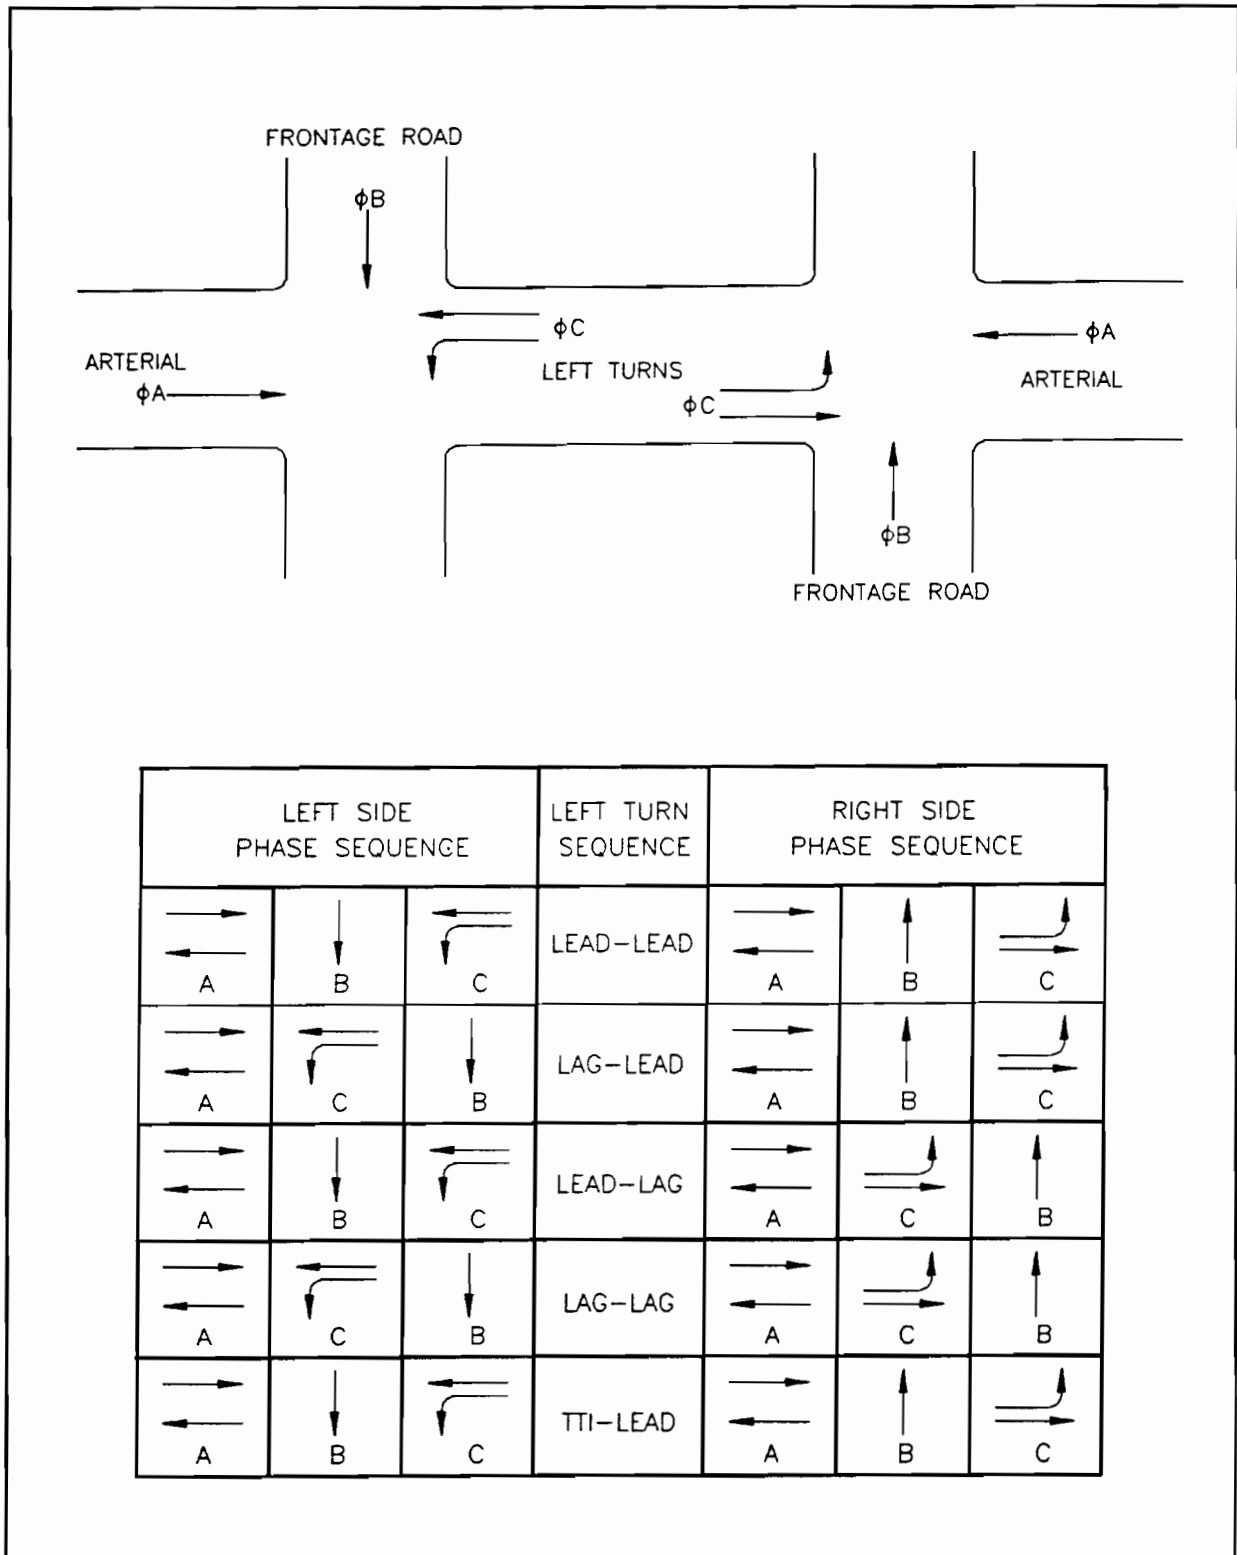 FRONTAGE ROAD
ϕB
ϕC
ϕA
ARTERIAL
LEFT TURNS
ARTERIAL
ϕA
ϕC
ϕB
FRONTAGE ROAD
LEFT SIDE
PHASE SEQUENCE
LEFT TURN
SEQUENCE
RIGHT SIDE
PHASE SEQUENCE
A B C LEAD-LEAD A B C
A C B LAG-LEAD A B C
A B C LEAD-LAG A C B
A C B LAG-LAG A C B
A B C TTI-LEAD A B C